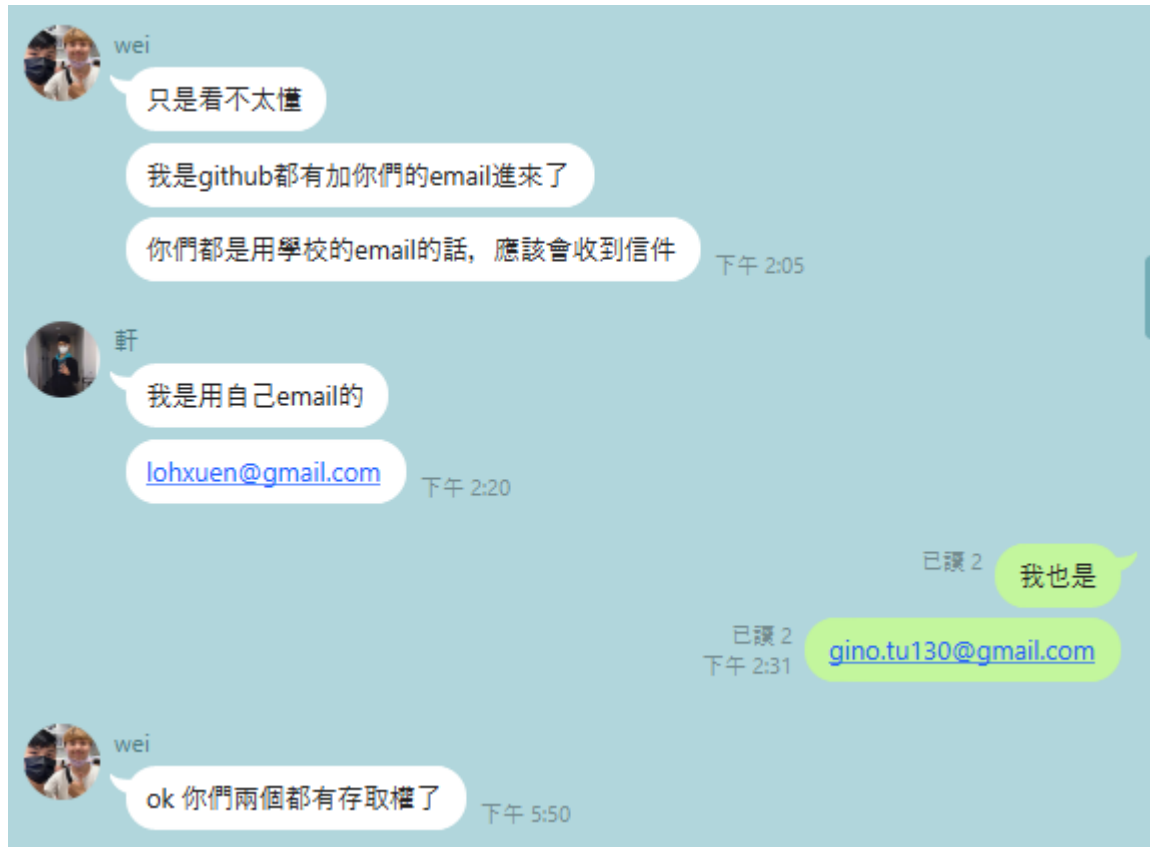 wei
只是看不太懂
我是github都有加你們的email進來了
你們都是用學校的email的話，應該會收到信件
下午 2:05
軒
我是用自己email的
lohxuen@gmail.com
下午 2:20
已讀 2
我也是
已讀 2
下午 2:31
gino.tu130@gmail.com
wei
ok 你們兩個都有存取權了
下午 5:50